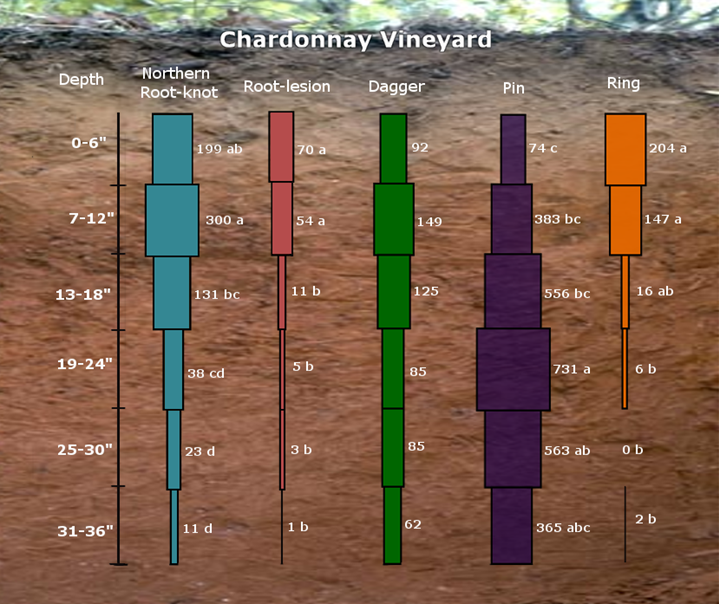 Chardonnay Vineyard
Depth
Northern
Root-knot
Root-lesion
Dagger
Pin
Ring
0-6" 199 ab 70 a 92 74 c 204 a
7-12" 300 a 54 a 149 383 bc 147 a
13-18" 131 bc 11 b 125 556 bc 16 ab
19-24" 38 cd 5 b 85 731 a 6 b
25-30" 23 d 3 b 85 563 ab 0 b
31-36" 11 d 1 b 62 365 abc 2 b